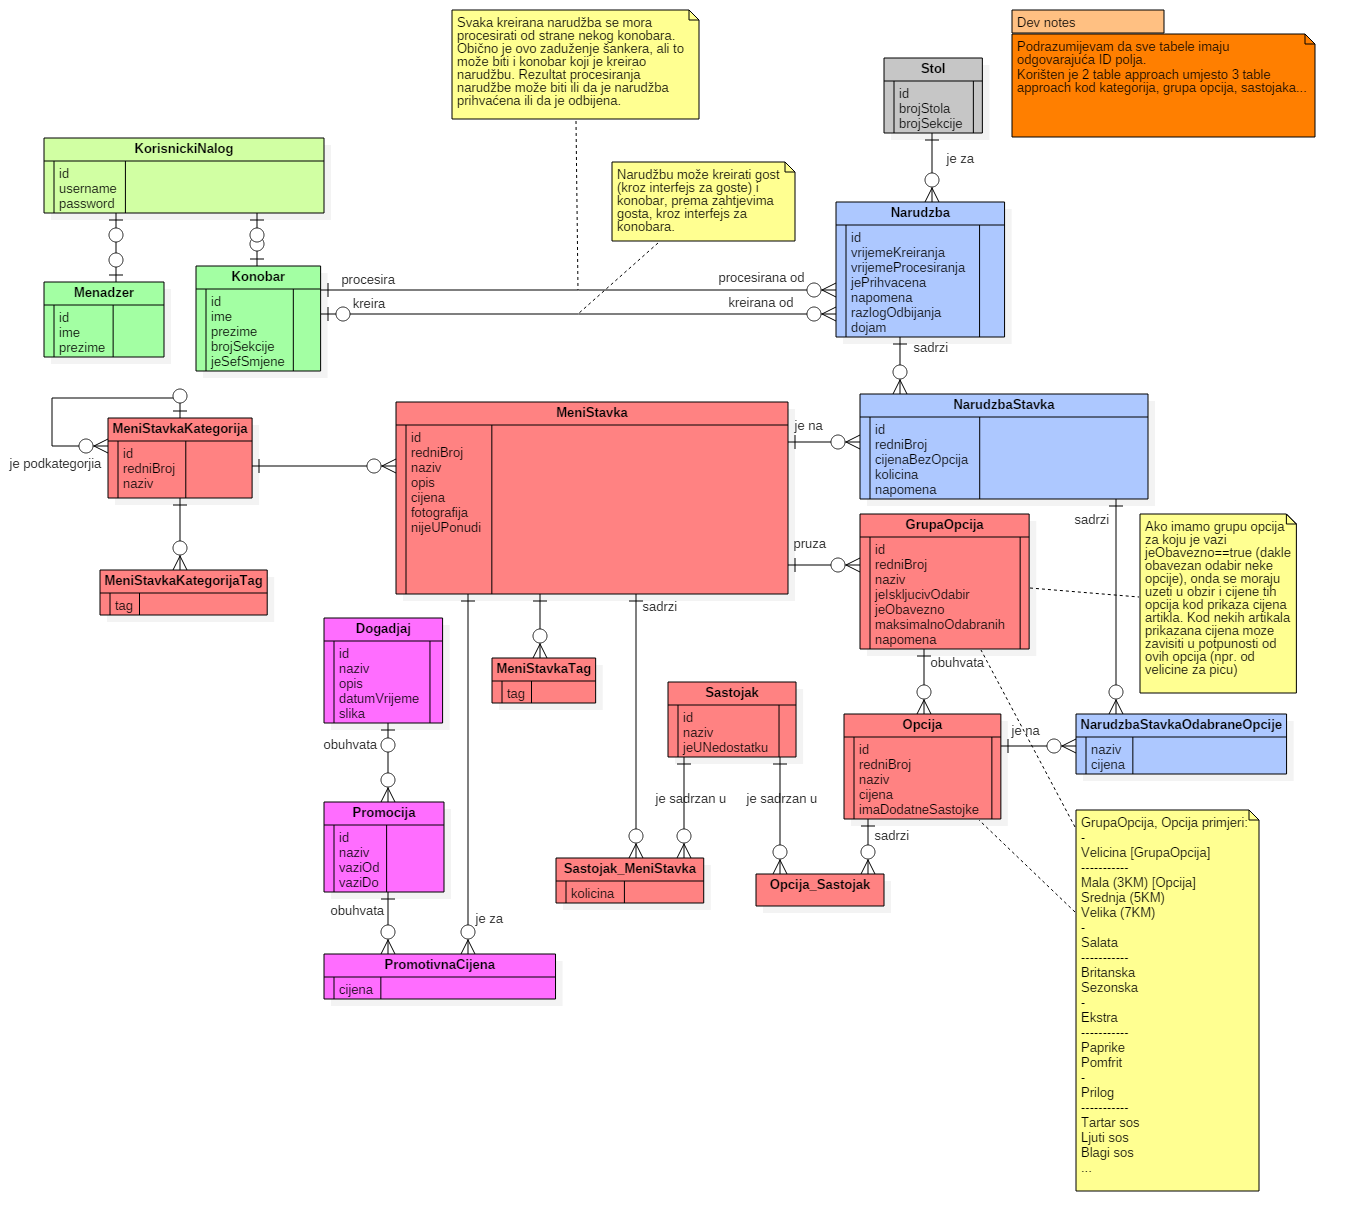 Svaka kreirana narudžba se mora
procesirati od strane nekog konobara.
Obično je ovo zaduženje šankera, ali to
može biti i konobar koji je kreirao
narudžbu. Rezultat procesiranja
narudžbe može biti ili da je narudžba
prihvaćena ili da je odbijena.
Dev notes
Podrazumijevam da sve tabele imaju
odgovarajuća ID polja.
Korišten je 2 table approach umjesto 3 table
approach kod kategorija, grupa opcija, sastojaka...
Stol
id
brojStola
brojSekcije
je za
KorisnickiNalog
id
username
password
Narudžbu može kreirati gost
(kroz interfejs za goste) i
konobar, prema zahtjevima
gosta, kroz interfejs za
konobara.
Narudzba
id
vrijemeKreiranja
vrijemeProcesiranja
jePrihvacena
napomena
razlogOdbijanja
dojam
Menadzer
id
ime
prezime
Konobar
id
ime
prezime
brojSekcije
jeSefSmjene
procesira
procesirana od
kreira
kreirana od
sadrzi
MeniStavkaKategorija
id
redniBroj
naziv
je podkategorjia
MeniStavka
id
redniBroj
naziv
opis
cijena
fotografija
nijeUPonudi
je na
NarudzbaStavka
id
redniBroj
cijenaBezOpcija
kolicina
napomena
sadrzi
pruza
GrupaOpcija
id
redniBroj
naziv
jeIskljucivOdabir
jeObavezno
maksimalnoOdabranih
napomena
Ako imamo grupu opcija
za koju je vazi
jeObavezno==true (dakle
obavezan odabir neke
opcije), onda se moraju
uzeti u obzir i cijene tih
opcija kod prikaza cijena
artikla. Kod nekih artikala
prikazana cijena moze
zavisiti u potpunosti od
ovih opcija (npr. od
velicine za picu)
MeniStavkaKategorijaTag
tag
sadrzi
Dogadjaj
id
naziv
opis
datumVrijeme
slika
MeniStavkaTag
tag
obuhvata
Sastojak
id
naziv
jeUNedostatku
Opcija
id
redniBroj
naziv
cijena
imaDodatneSastojke
je na
NarudzbaStavkaOdabraneOpcije
naziv
cijena
obuhvata
je sadrzan u
je sadrzan u
Promocija
id
naziv
vaziOd
vaziDo
sadrzi
Sastojak_MeniStavka
kolicina
Opcija_Sastojak
obuhvata
je za
PromotivnaCijena
cijena
GrupaOpcija, Opcija primjeri:
-
Velicina [GrupaOpcija]
-----------
Mala (3KM) [Opcija]
Srednja (5KM)
Velika (7KM)
-
Salata
-----------
Britanska
Sezonska
-
Ekstra
-----------
Paprike
Pomfrit
-
Prilog
-----------
Tartar sos
Ljuti sos
Blagi sos
...